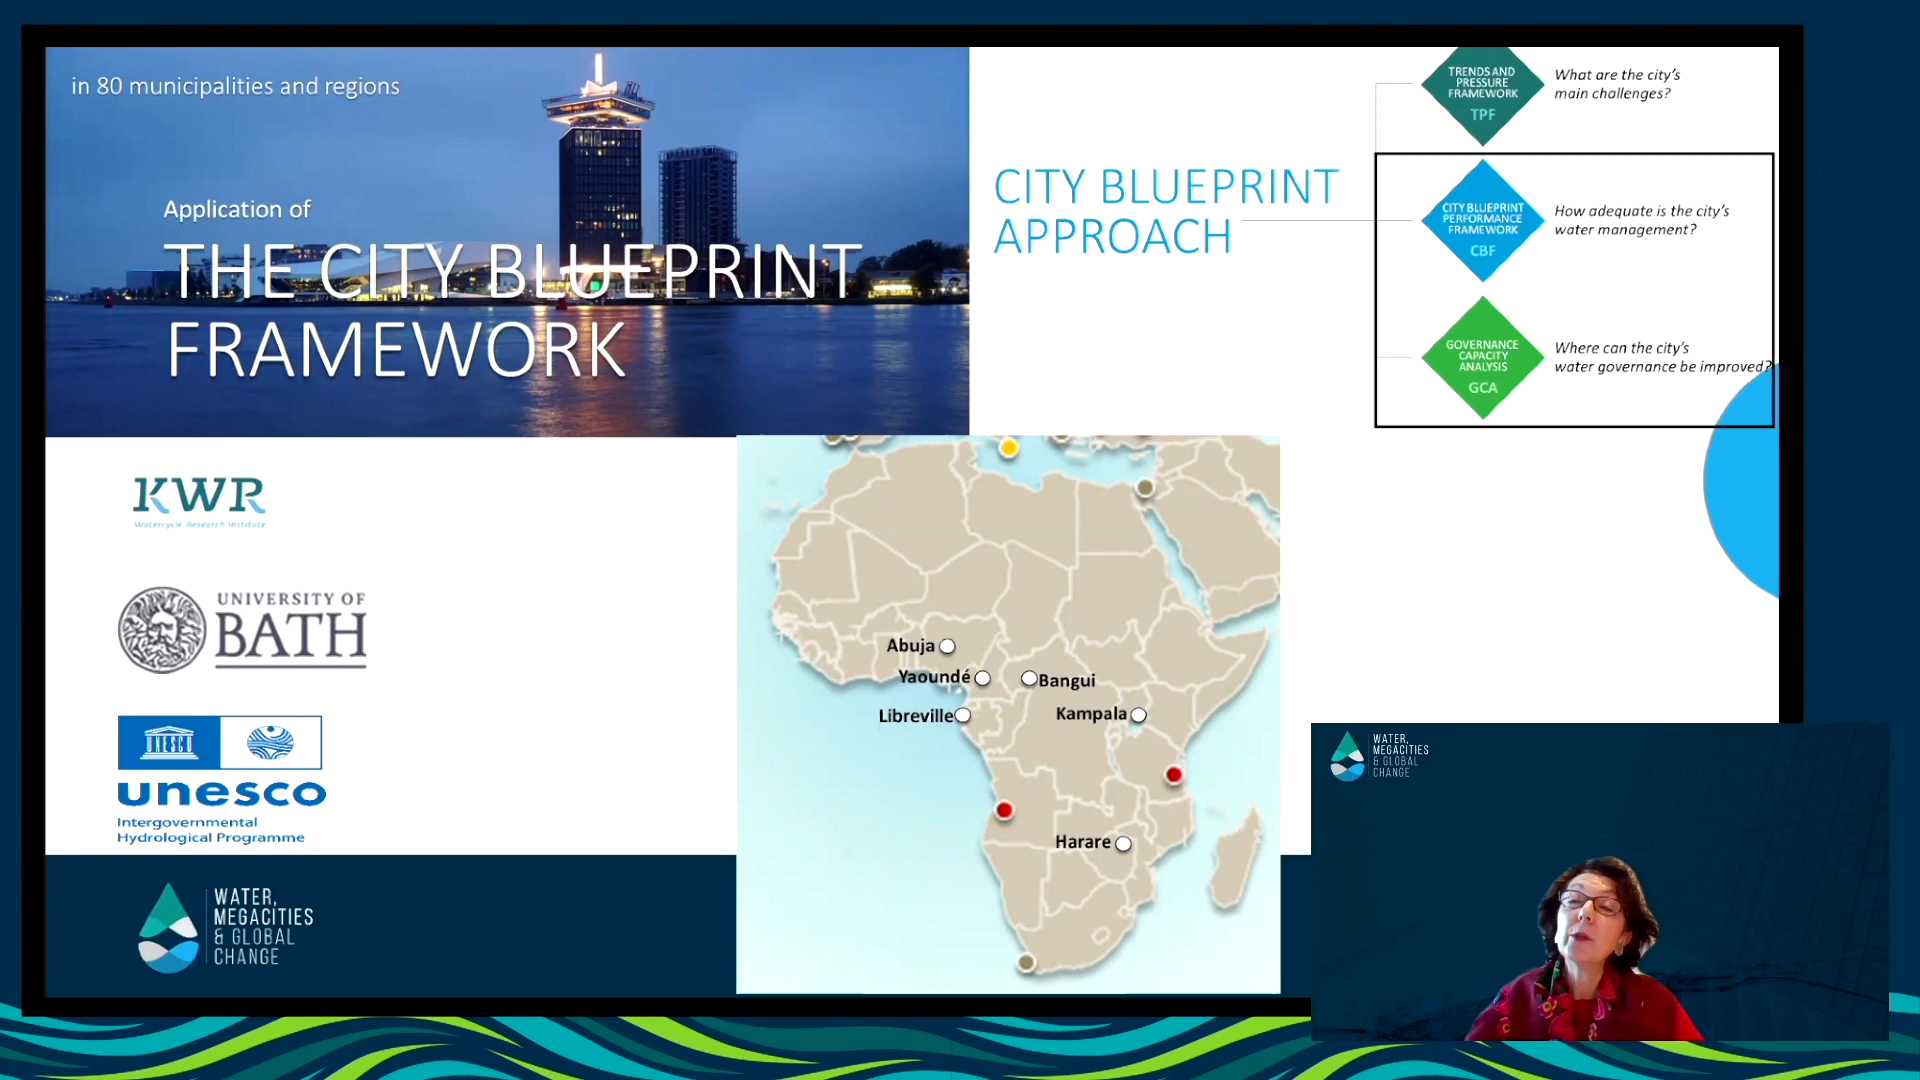 in 80 municipalities and regions
Application of
THE CITY BLUEPRINT
FRAMEWORK
CITY BLUEPRINT
APPROACH
TRENDS AND
PRESSURE
FRAMEWORK
TPF
What are the city's
main challenges?
CITY BLUEPRINT
PERFORMANCE
FRAMEWORK
CBF
How adequate is the city's
water management?
GOVERNANCE
CAPACITY
ANALYSIS
GCA
Where can the city's
water governance be improved?
KWR
Watercycle Research Institute
UNIVERSITY OF
BATH
UNESCO
unesco
Intergovernmental
Hydrological Programme
Abuja
Yaoundé
Bangui
Libreville
Kampala
Harare
WATER,
MEGACITIES
& GLOBAL
CHANGE
WATER,
MEGACITIES
& GLOBAL
CHANGE